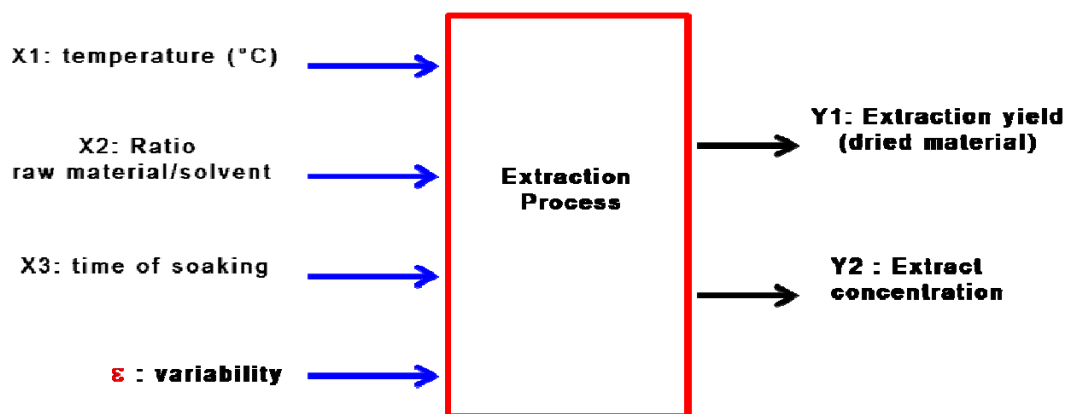 X1: temperature (°C)
X2: Ratio
raw material/solvent
X3: time of soaking
ε : variability
Extraction
Process
Y1: Extraction yield
(dried material)
Y2 : Extract
concentration